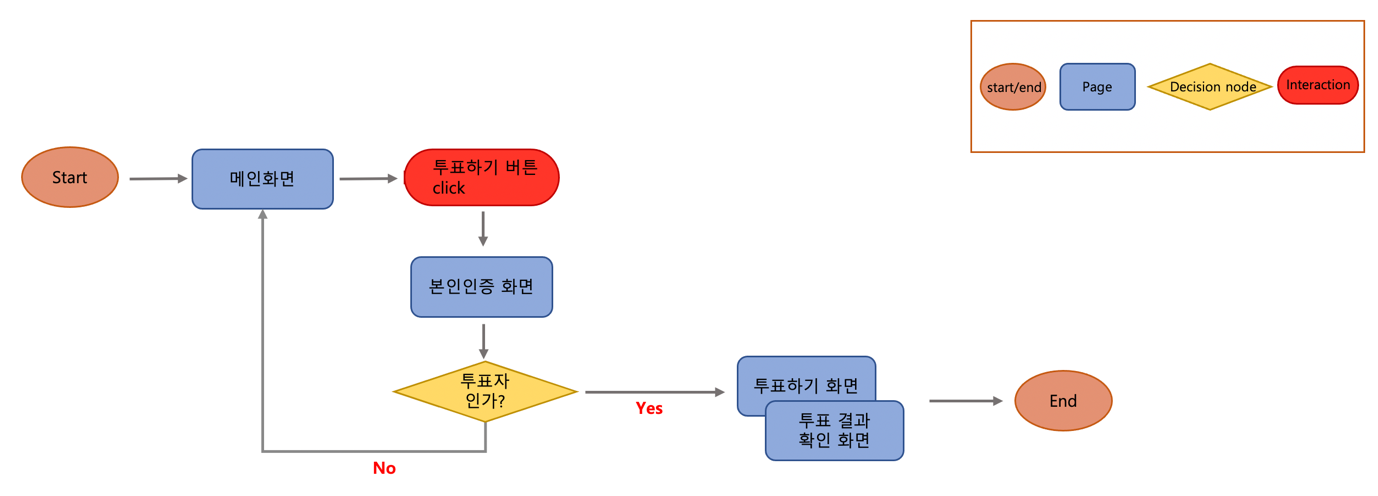 start/end
Page
Decision node
Interaction
Start
메인화면
투표하기 버튼
click
본인인증 화면
투표자
인가?
Yes
No
투표하기 화면
투표 결과
확인 화면
End